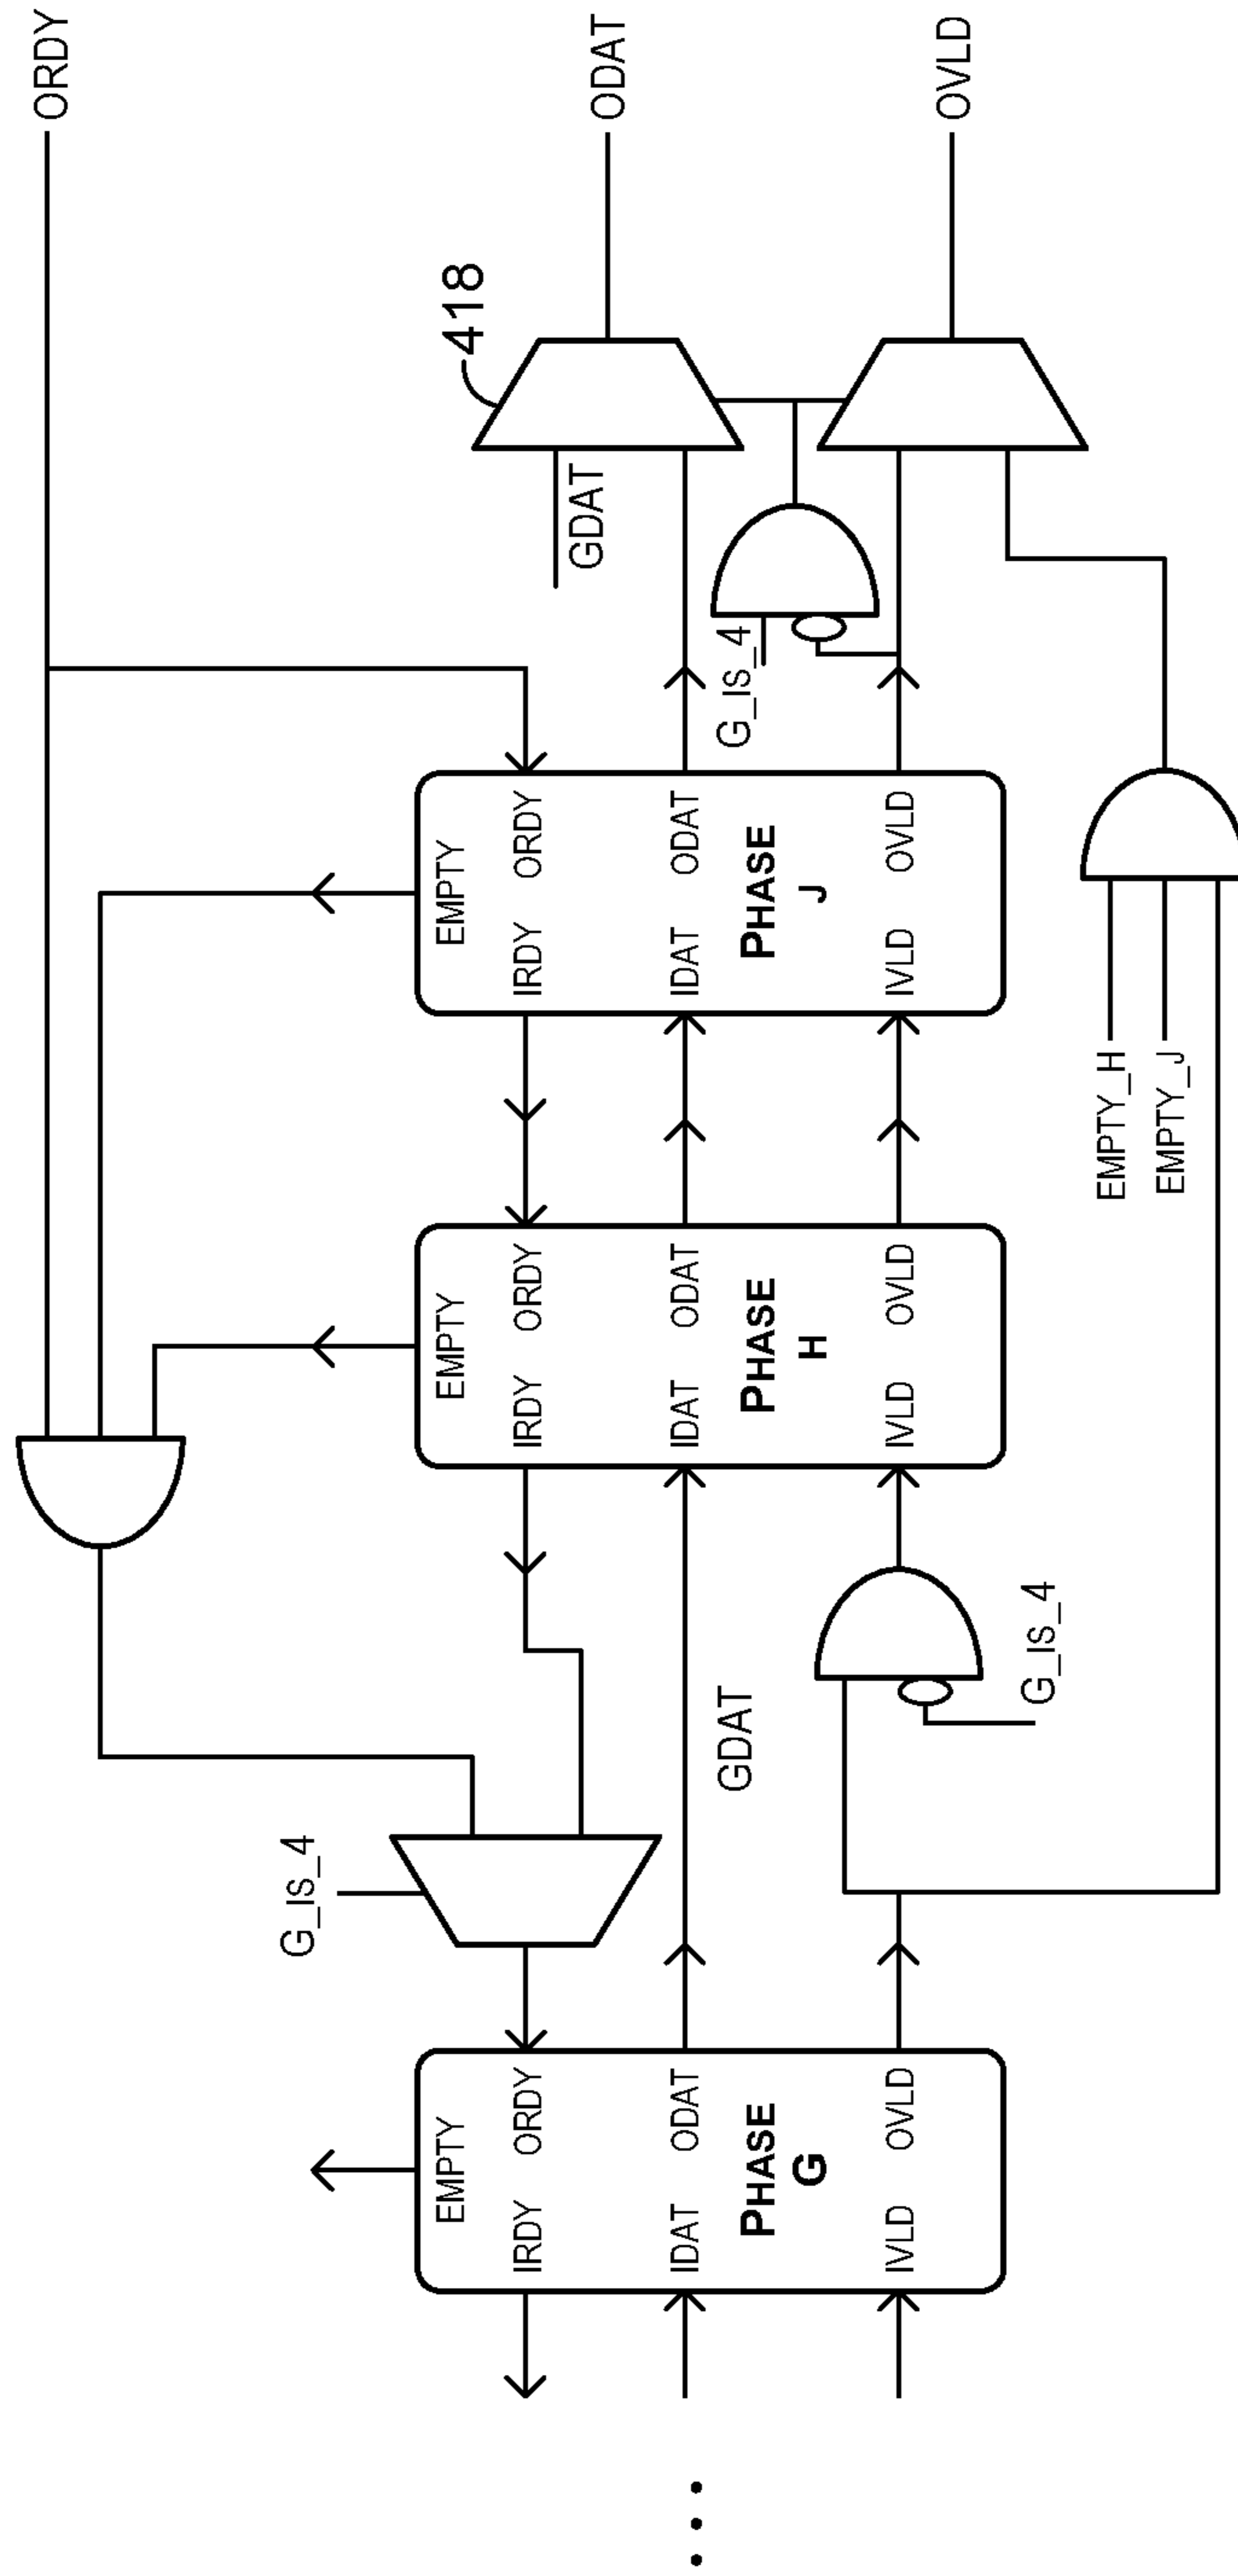 ORDY
EMPTY
IRDY ORDY
IDAT ODAT
PHASE
G
IVLD OVLD
G_IS_4
GDAT
G_IS_4
EMPTY
IRDY ORDY
IDAT ODAT
PHASE
H
IVLD OVLD
EMPTY_H
EMPTY_J
EMPTY
IRDY ORDY
IDAT ODAT
PHASE
J
IVLD OVLD
G_IS_4
GDAT
418
ODAT
OVLD